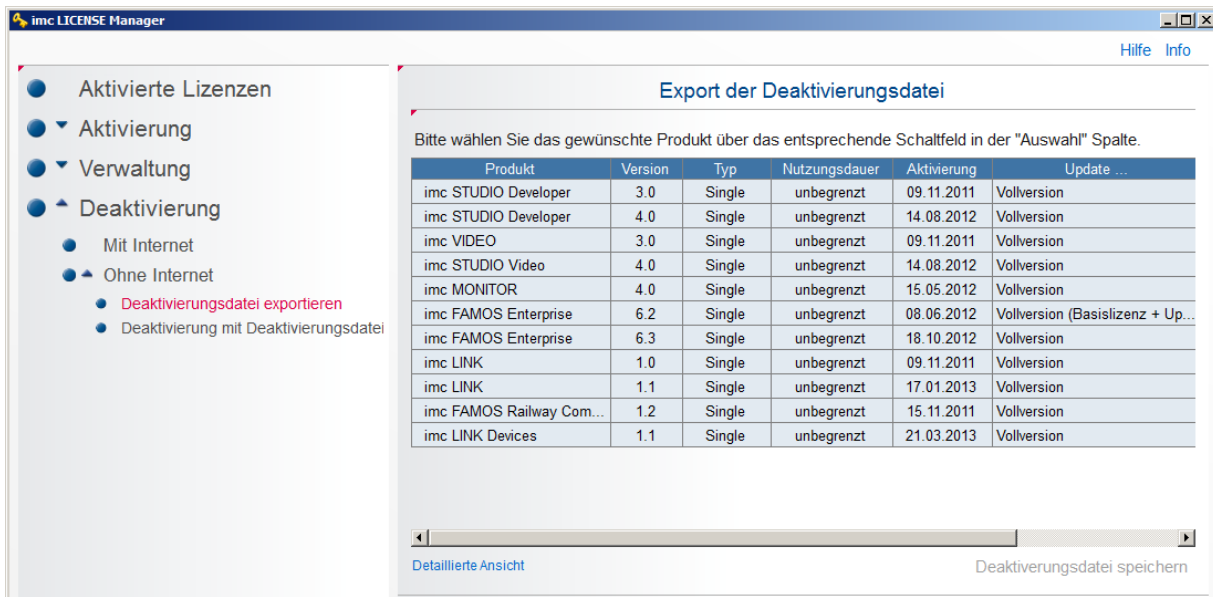 imc LICENSE Manager
Hilfe Info
Aktivierte Lizenzen
Aktivierung
Verwaltung
Deaktivierung
Mit Internet
Ohne Internet
Deaktivierungsdatei exportieren
Deaktivierung mit Deaktivierungsdatei
Export der Deaktivierungsdatei
Bitte wählen Sie das gewünschte Produkt über das entsprechende Schaltfeld in der "Auswahl" Spalte.
Produkt Version Typ Nutzungsdauer Aktivierung Update ...
imc STUDIO Developer 3.0 Single unbegrenzt 09.11.2011 Vollversion
imc STUDIO Developer 4.0 Single unbegrenzt 14.08.2012 Vollversion
imc VIDEO 3.0 Single unbegrenzt 09.11.2011 Vollversion
imc STUDIO Video 4.0 Single unbegrenzt 14.08.2012 Vollversion
imc MONITOR 4.0 Single unbegrenzt 15.05.2012 Vollversion
imc FAMOS Enterprise 6.2 Single unbegrenzt 08.06.2012 Vollversion (Basislizenz + Up...
imc FAMOS Enterprise 6.3 Single unbegrenzt 18.10.2012 Vollversion
imc LINK 1.0 Single unbegrenzt 09.11.2011 Vollversion
imc LINK 1.1 Single unbegrenzt 17.01.2013 Vollversion
imc FAMOS Railway Com... 1.2 Single unbegrenzt 15.11.2011 Vollversion
imc LINK Devices 1.1 Single unbegrenzt 21.03.2013 Vollversion
Detaillierte Ansicht
Deaktiverungsdatei speichern